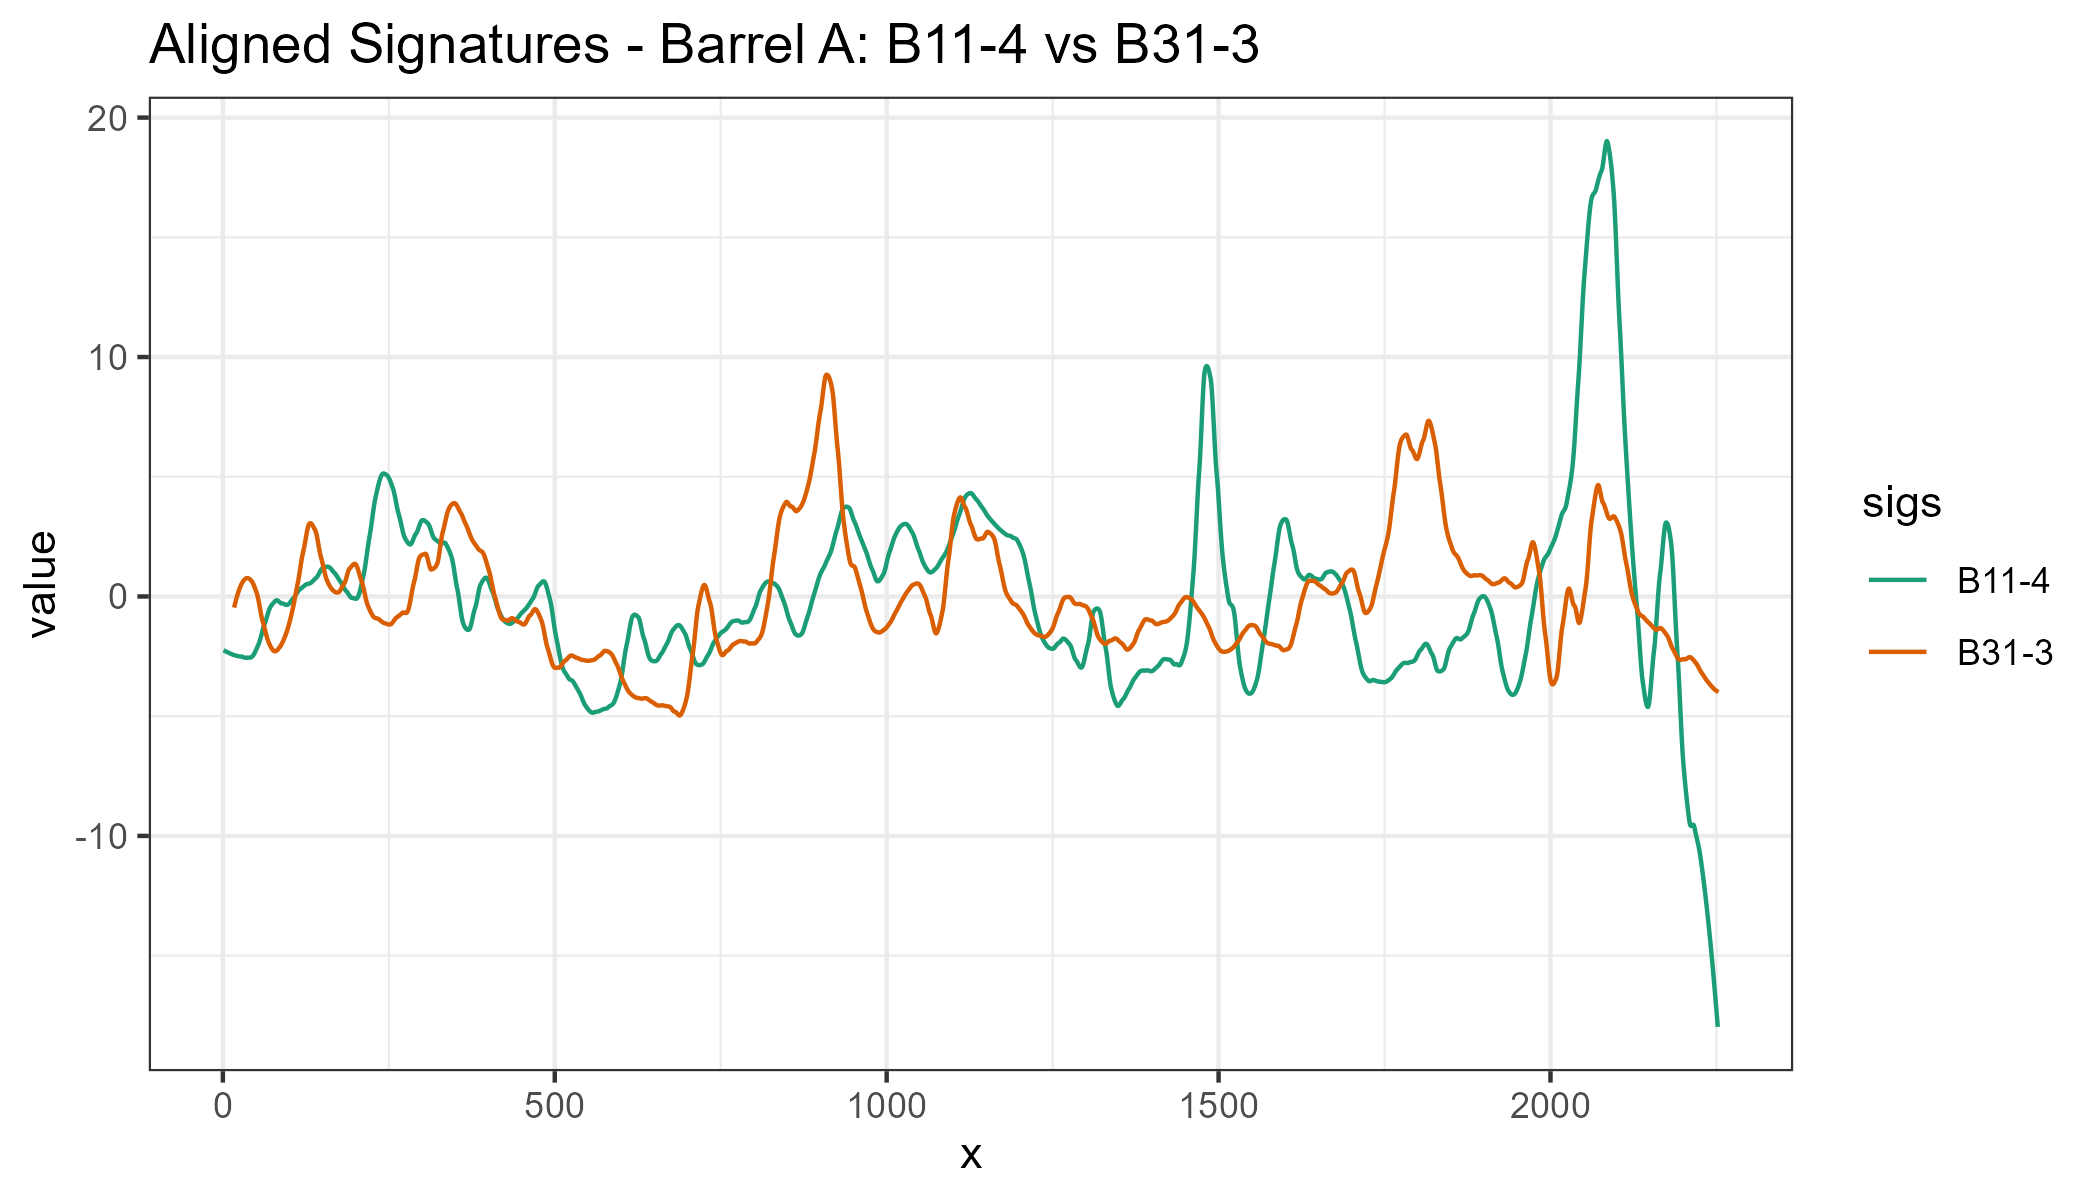 Aligned Signatures - Barrel A: B11-4 vs B31-3
20
10
0
-10
value
0 500 1000 1500 2000
x
sigs
B11-4
B31-3